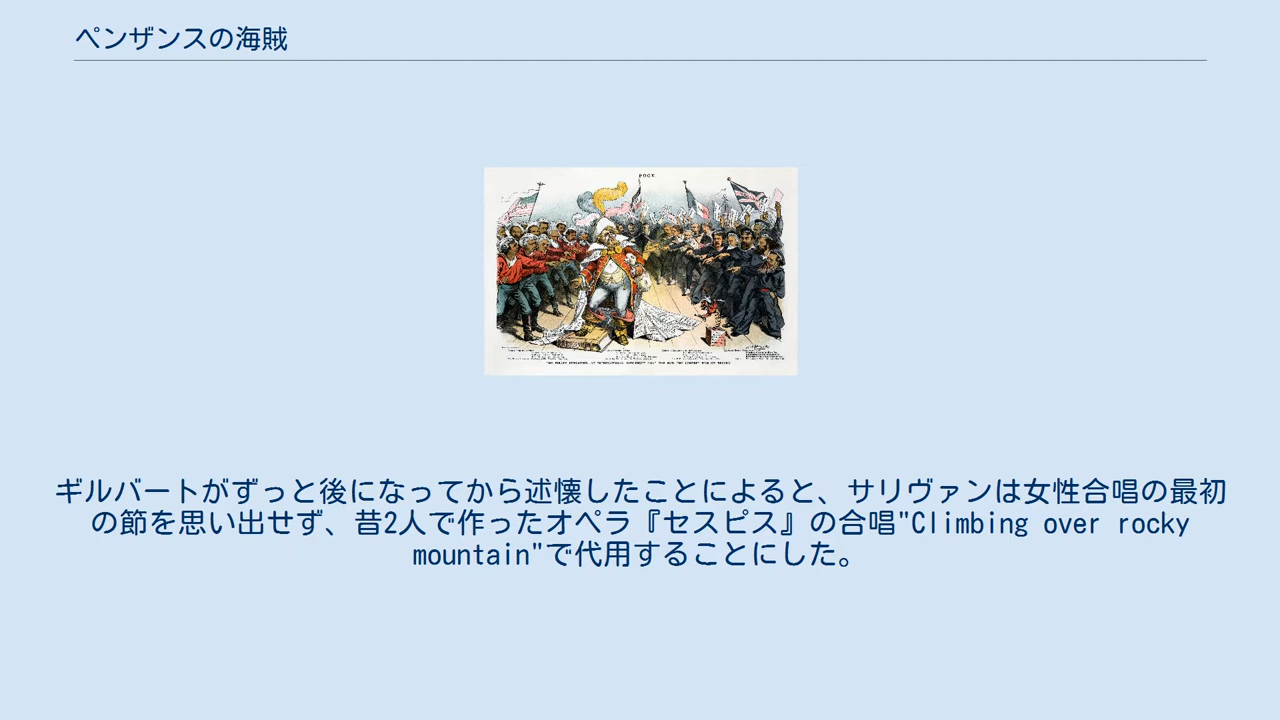 ペンザンスの海賊
PUCK
ギルバートがずっと後になってから述懐したことによると、サリヴァンは女性合唱の最初
の節を思い出せず、昔2人で作ったオペラ『セスピス』の合唱"Climbing over rocky
mountain"で代用することにした。